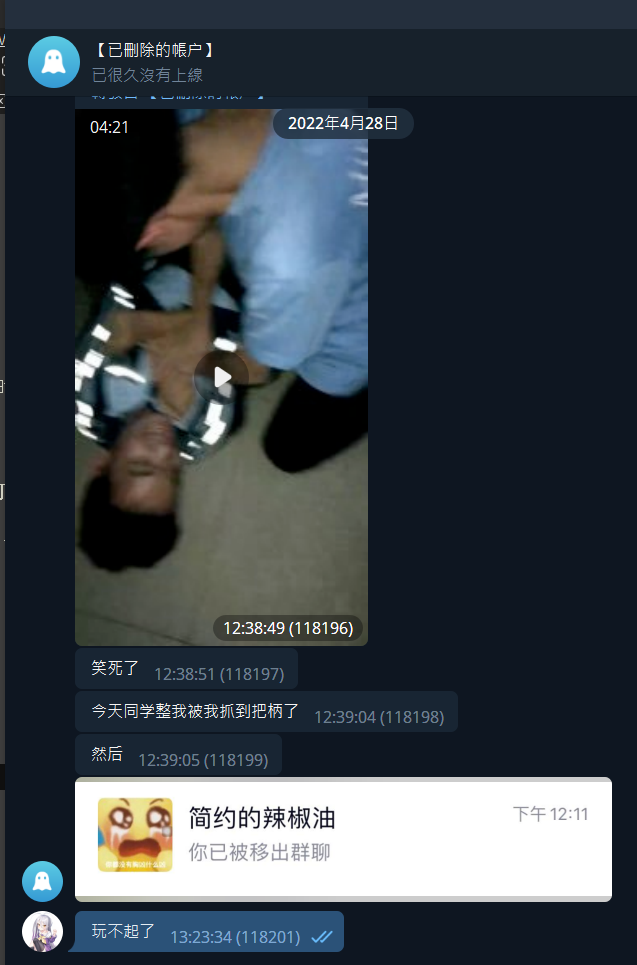 【已刪除的帳戶】
已很久沒有上線
04:21
2022年4月28日
12:38:49 (118196)
笑死了 12:38:51 (118197)
今天同学整我被我抓到把柄了 12:39:04 (118198)
然后 12:39:05 (118199)
简约的辣椒油 下午 12:11
你已被移出群聊
玩不起了 13:23:34 (118201)